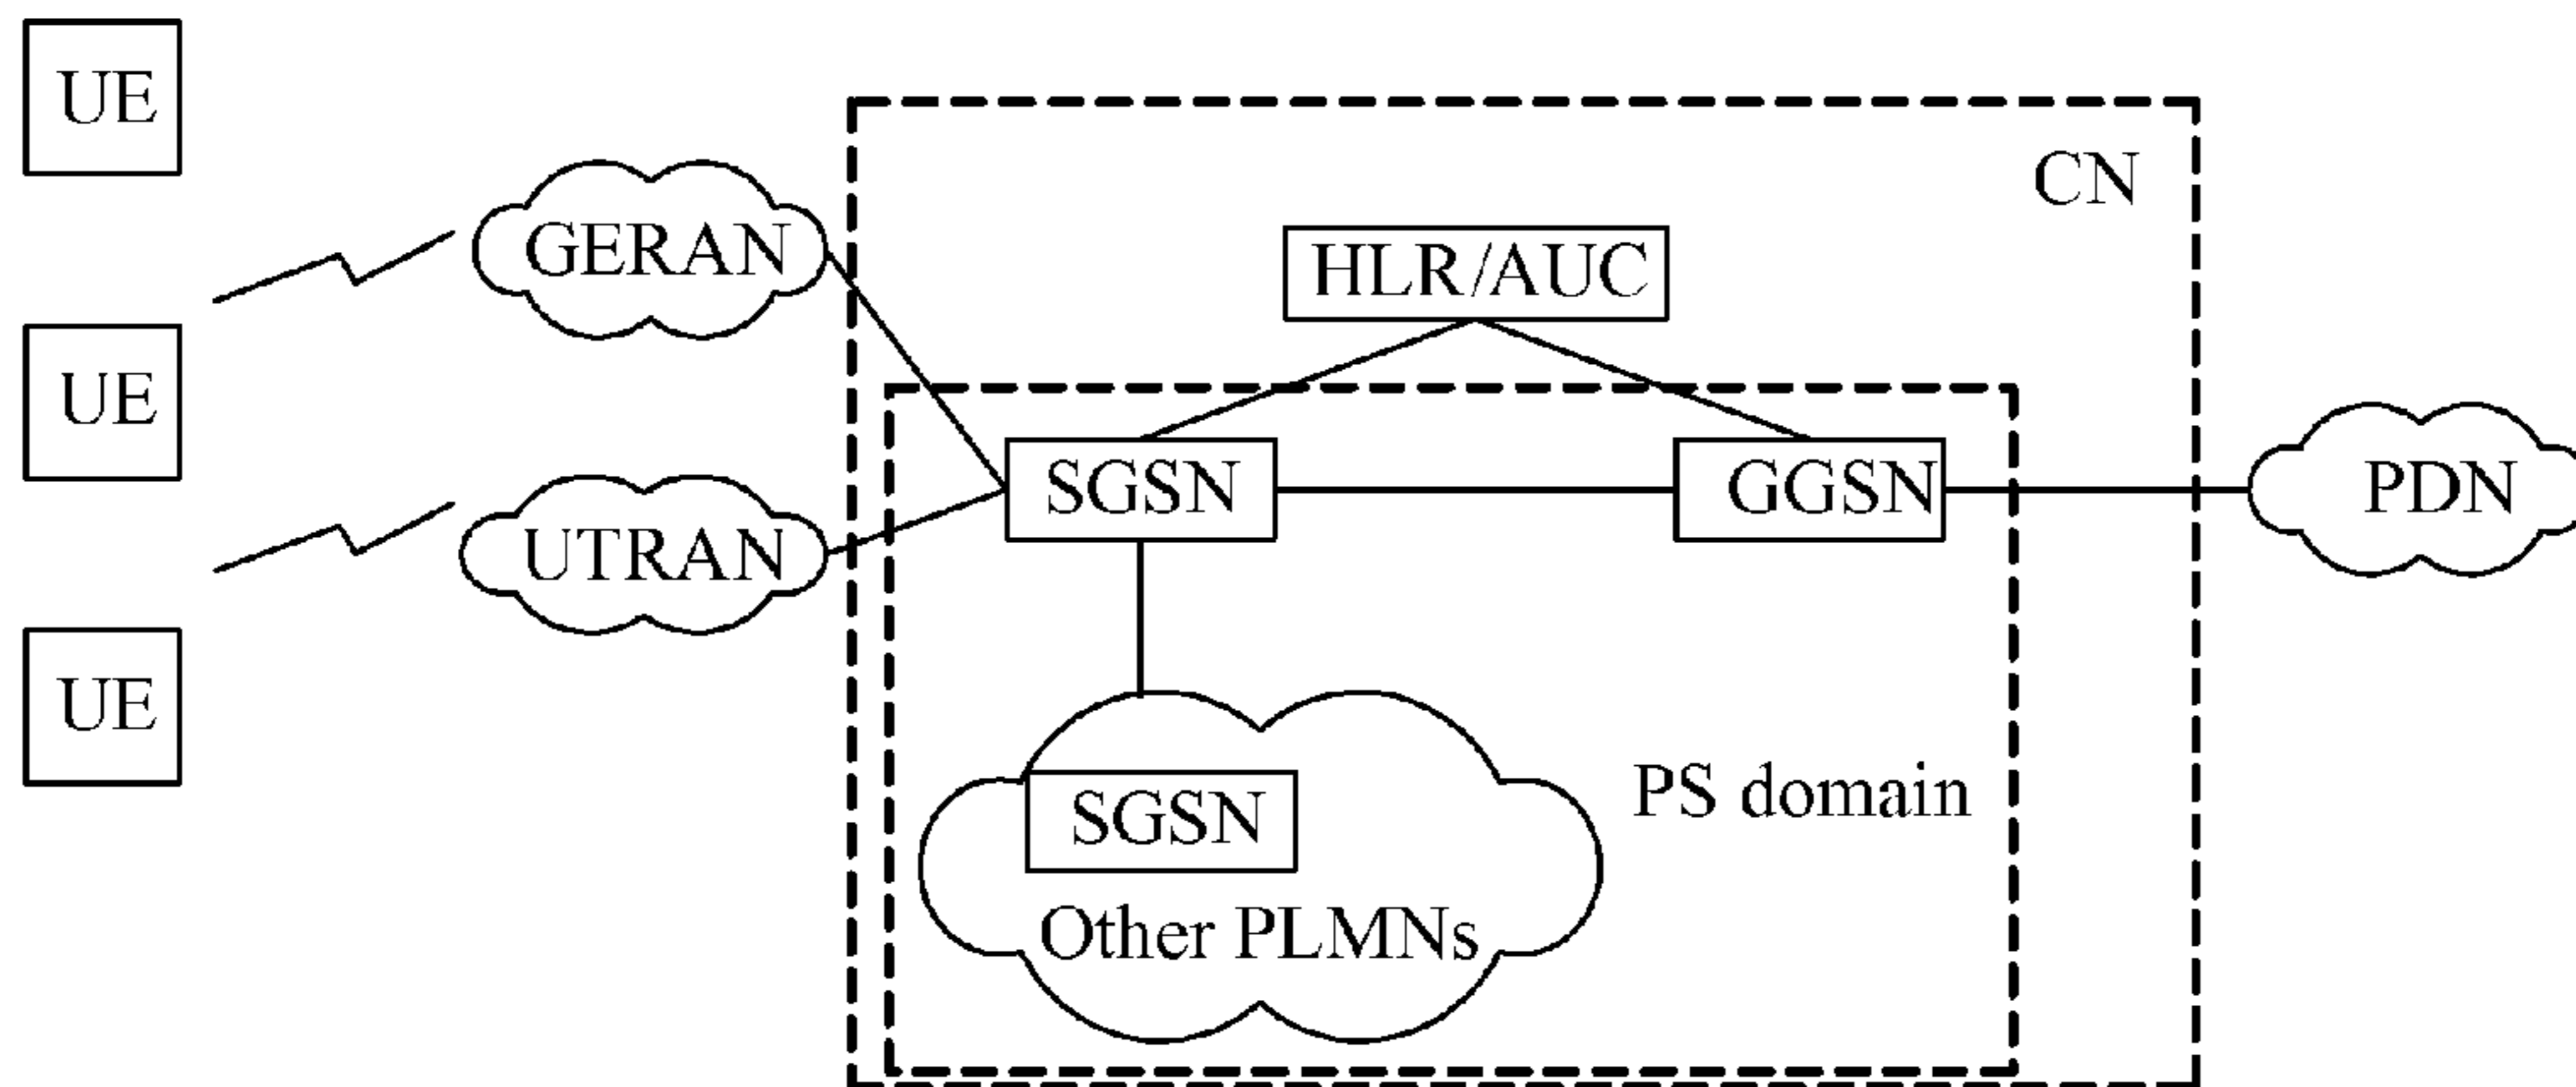 UE
CN
GERAN
HLR/AUC
UE
SGSN
GGSN
PDN
UTRAN
UE
PS domain
SGSN
Other PLMNs